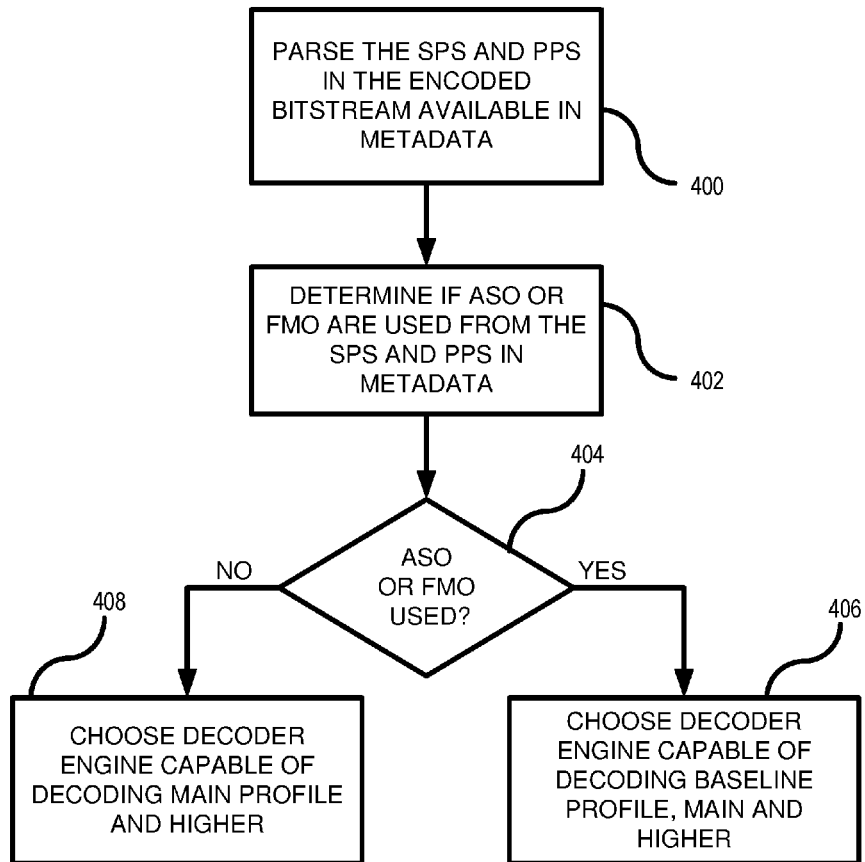 PARSE THE SPS AND PPS
IN THE ENCODED
BITSTREAM AVAILABLE IN
METADATA
400
DETERMINE IF ASO OR
FMO ARE USED FROM THE
SPS AND PPS IN
METADATA
402
404
ASO
OR FMO
USED?
NO
YES
408
406
CHOOSE DECODER
ENGINE CAPABLE OF
DECODING MAIN PROFILE
AND HIGHER
CHOOSE DECODER
ENGINE CAPABLE OF
DECODING BASELINE
PROFILE, MAIN AND
HIGHER